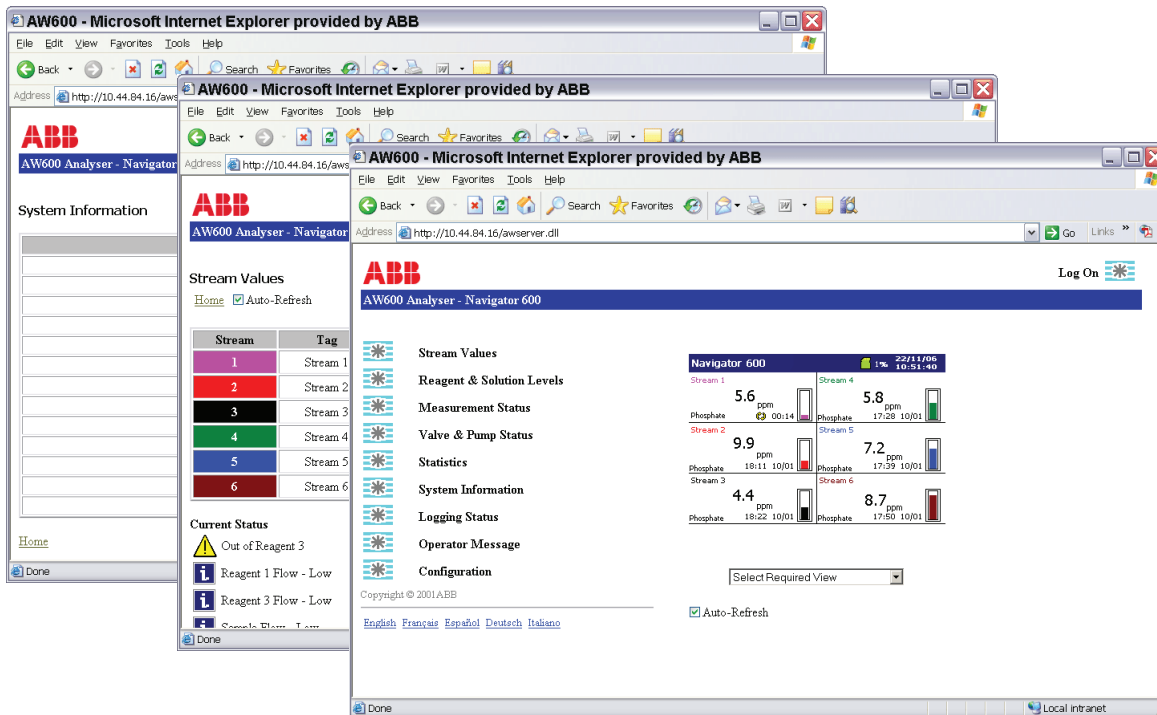 AW600 - Microsoft Internet Explorer provided by ABB
File Edit View Favorites Tools Help
Back Search Favorites
Address http://10.44.84.16/aws
ABB
AW600 Analyser - Navigator
System Information
Home
Done
AW600 - Microsoft Internet Explorer provided by ABB
File Edit View Favorites Tools Help
Back Search Favorites
Address http://10.44.84.16/aws
ABB
AW600 Analyser - Navigator
Stream Values
Home Auto-Refresh
Stream Tag
1 Stream 1
2 Stream 2
3 Stream 3
4 Stream 4
5 Stream 5
6 Stream 6
Current Status
Out of Reagent 3
Reagent 1 Flow - Low
Reagent 3 Flow - Low
Sample Flow - Low
Done
AW600 - Microsoft Internet Explorer provided by ABB
File Edit View Favorites Tools Help
Back Search Favorites
Address http://10.44.84.16/awserver.dll Go Links »
ABB
Log On
AW600 Analyser - Navigator 600
Stream Values
Reagent & Solution Levels
Measurement Status
Valve & Pump Status
Statistics
System Information
Logging Status
Operator Message
Configuration
Copyright © 2001ABB
English Français Español Deutsch Italiano
Navigator 600 1% 22/11/06
10:51:40
Stream 1
5.6 ppm
Phosphate 00:14
Stream 4
5.8 ppm
Phosphate 17:28 10/01
Stream 2
9.9 ppm
Phosphate 18:11 10/01
Stream 5
7.2 ppm
Phosphate 17:39 10/01
Stream 3
4.4 ppm
Phosphate 18:22 10/01
Stream 6
8.7 ppm
Phosphate 17:50 10/01
Select Required View
Auto-Refresh
Done
Local intranet